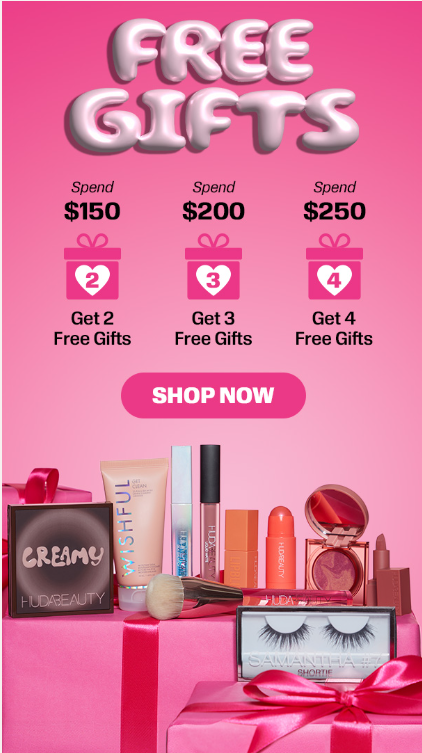 FREE
GIFTS
Spend
$150
Spend
$200
Spend
$250
2
3
4
Get 2
Free Gifts
Get 3
Free Gifts
Get 4
Free Gifts
SHOP NOW
CREAMY
HUDABEAUTY
WISHFUL
HUDABEAUTY
HUDA
SAMANTHA #7
SHORTIE